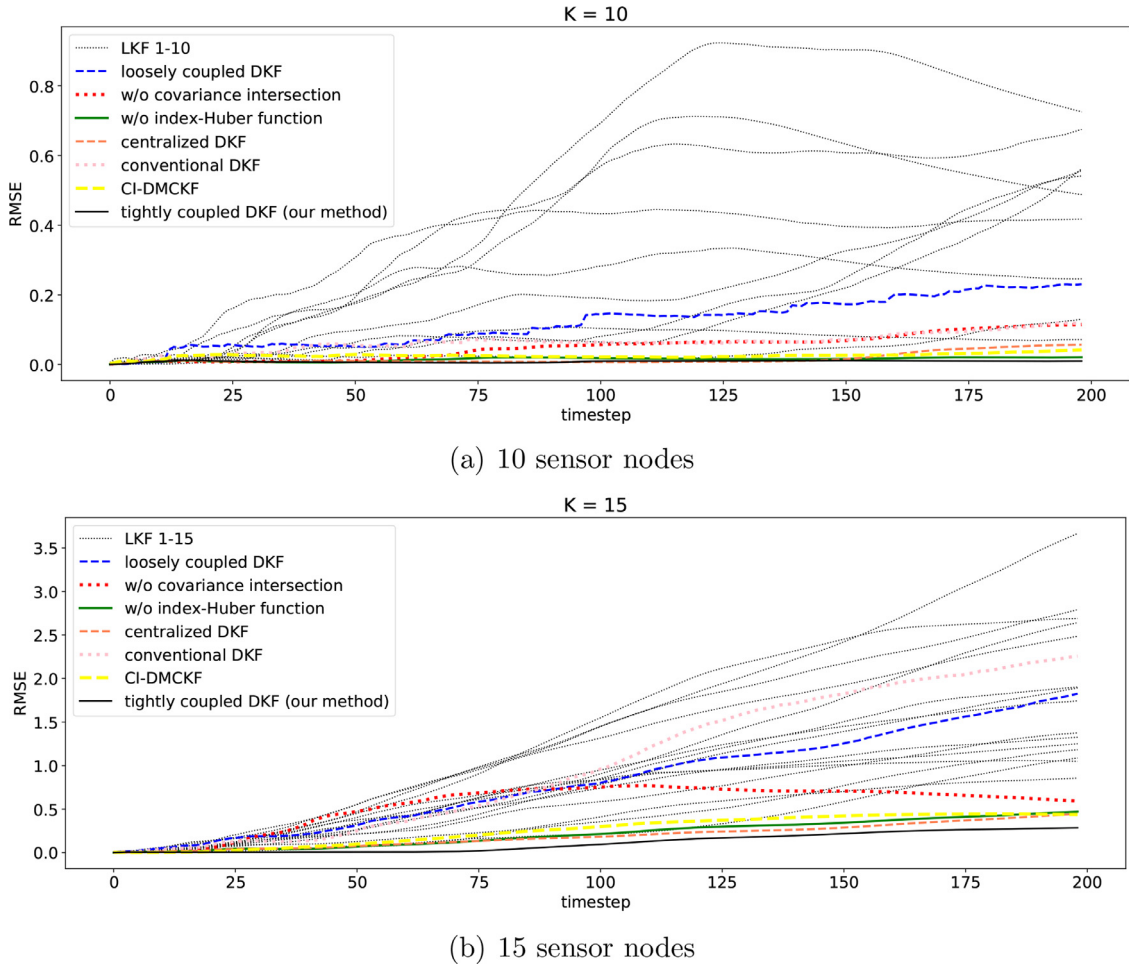 K = 10
LKF 1-10
loosely coupled DKF
w/o covariance intersection
w/o index-Huber function
centralized DKF
conventional DKF
CI-DMCKF
tightly coupled DKF (our method)
RMSE
0.8
0.6
0.4
0.2
0.0
0 25 50 75 100 125 150 175 200
timestep
(a) 10 sensor nodes
K = 15
LKF 1-15
loosely coupled DKF
w/o covariance intersection
w/o index-Huber function
centralized DKF
conventional DKF
CI-DMCKF
tightly coupled DKF (our method)
RMSE
3.5
3.0
2.5
2.0
1.5
1.0
0.5
0.0
0 25 50 75 100 125 150 175 200
timestep
(b) 15 sensor nodes